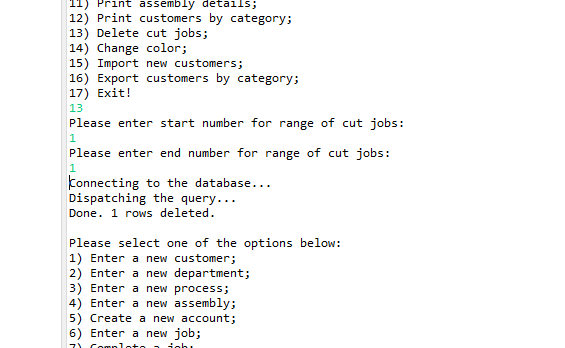 11) Print assembly details;
12) Print customers by category;
13) Delete cut jobs;
14) Change color;
15) Import new customers;
16) Export customers by category;
17) Exit!
13
Please enter start number for range of cut jobs:
1
Please enter end number for range of cut jobs:
1
Connecting to the database...
Dispatching the query...
Done. 1 rows deleted.
Please select one of the options below:
1) Enter a new customer;
2) Enter a new department;
3) Enter a new process;
4) Enter a new assembly;
5) Create a new account;
6) Enter a new job;
7) Complete a job;